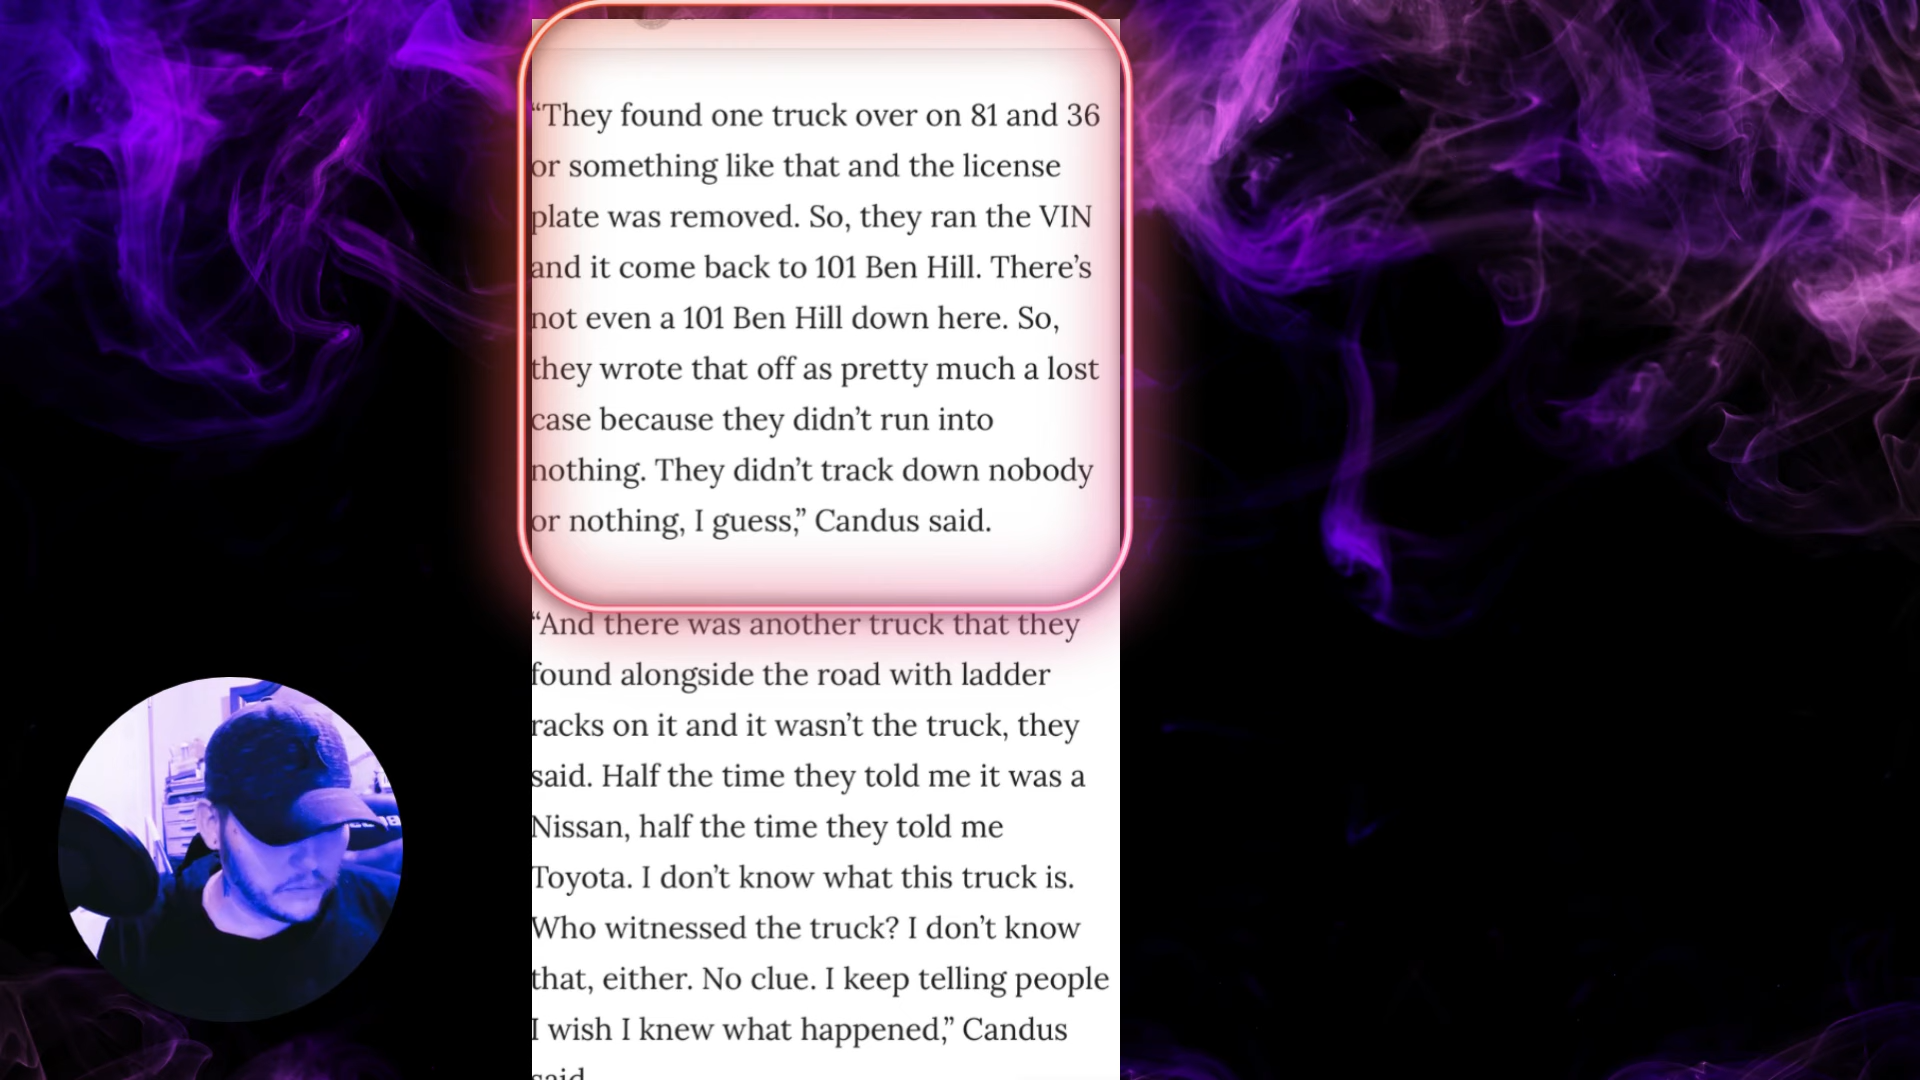 “They found one truck over on 81 and 36
or something like that and the license
plate was removed. So, they ran the VIN
and it come back to 101 Ben Hill. There’s
not even a 101 Ben Hill down here. So,
they wrote that off as pretty much a lost
case because they didn’t run into
nothing. They didn’t track down nobody
or nothing, I guess,” Candus said.
“And there was another truck that they
found alongside the road with ladder
racks on it and it wasn’t the truck, they
said. Half the time they told me it was a
Nissan, half the time they told me
Toyota. I don’t know what this truck is.
Who witnessed the truck? I don’t know
that, either. No clue. I keep telling people
I wish I knew what happened,” Candus
said